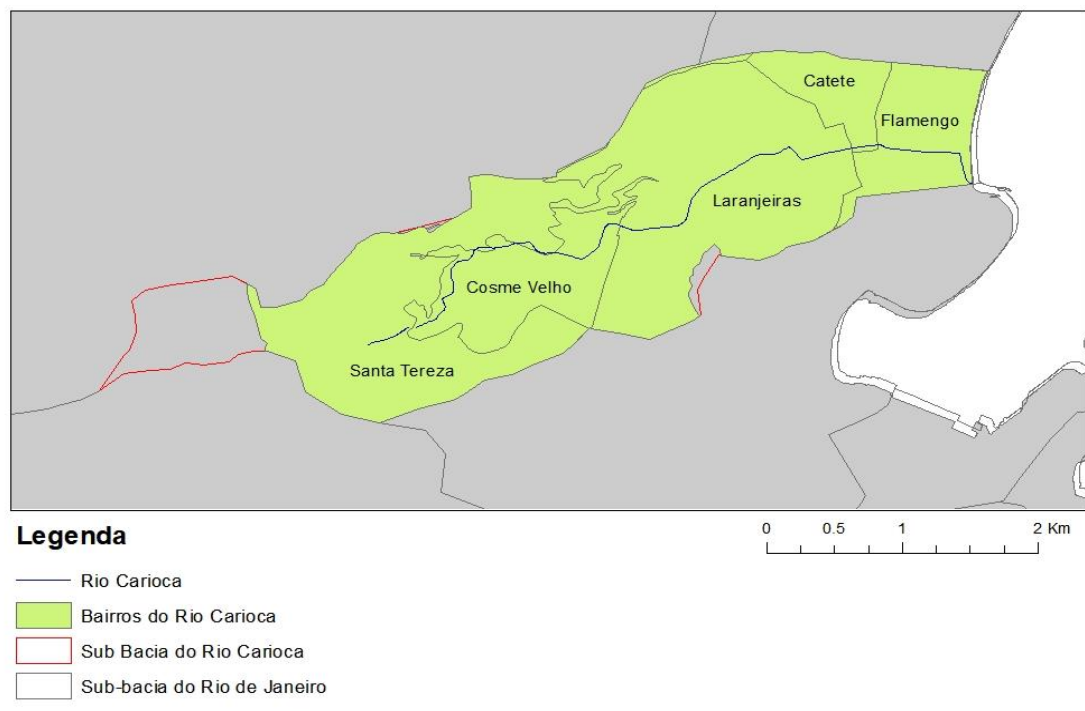 Catete
Flamengo
Laranjeiras
Cosme Velho
Santa Tereza
Legenda
0 0.5 1 2 Km
Rio Carioca
Bairros do Rio Carioca
Sub Bacia do Rio Carioca
Sub-bacia do Rio de Janeiro